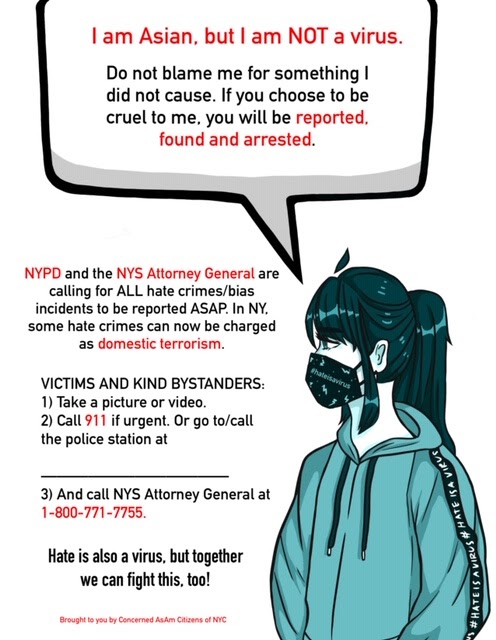 I am Asian, but I am NOT a virus.
Do not blame me for something I
did not cause. If you choose to be
cruel to me, you will be reported,
found and arrested.
NYPD and the NYS Attorney General are
calling for ALL hate crimes/bias
incidents to be reported ASAP. In NY,
some hate crimes can now be charged
as domestic terrorism.
VICTIMS AND KIND BYSTANDERS:
1) Take a picture or video.
2) Call 911 if urgent. Or go to/call
the police station at
3) And call NYS Attorney General at
1-800-771-7755.
Hate is also a virus, but together
we can fight this, too!
Brought to you by Concerned AsAm Citizens of NYC
#hateisavirus
#HATE IS A VIRUS# HATE IS A VIRUS